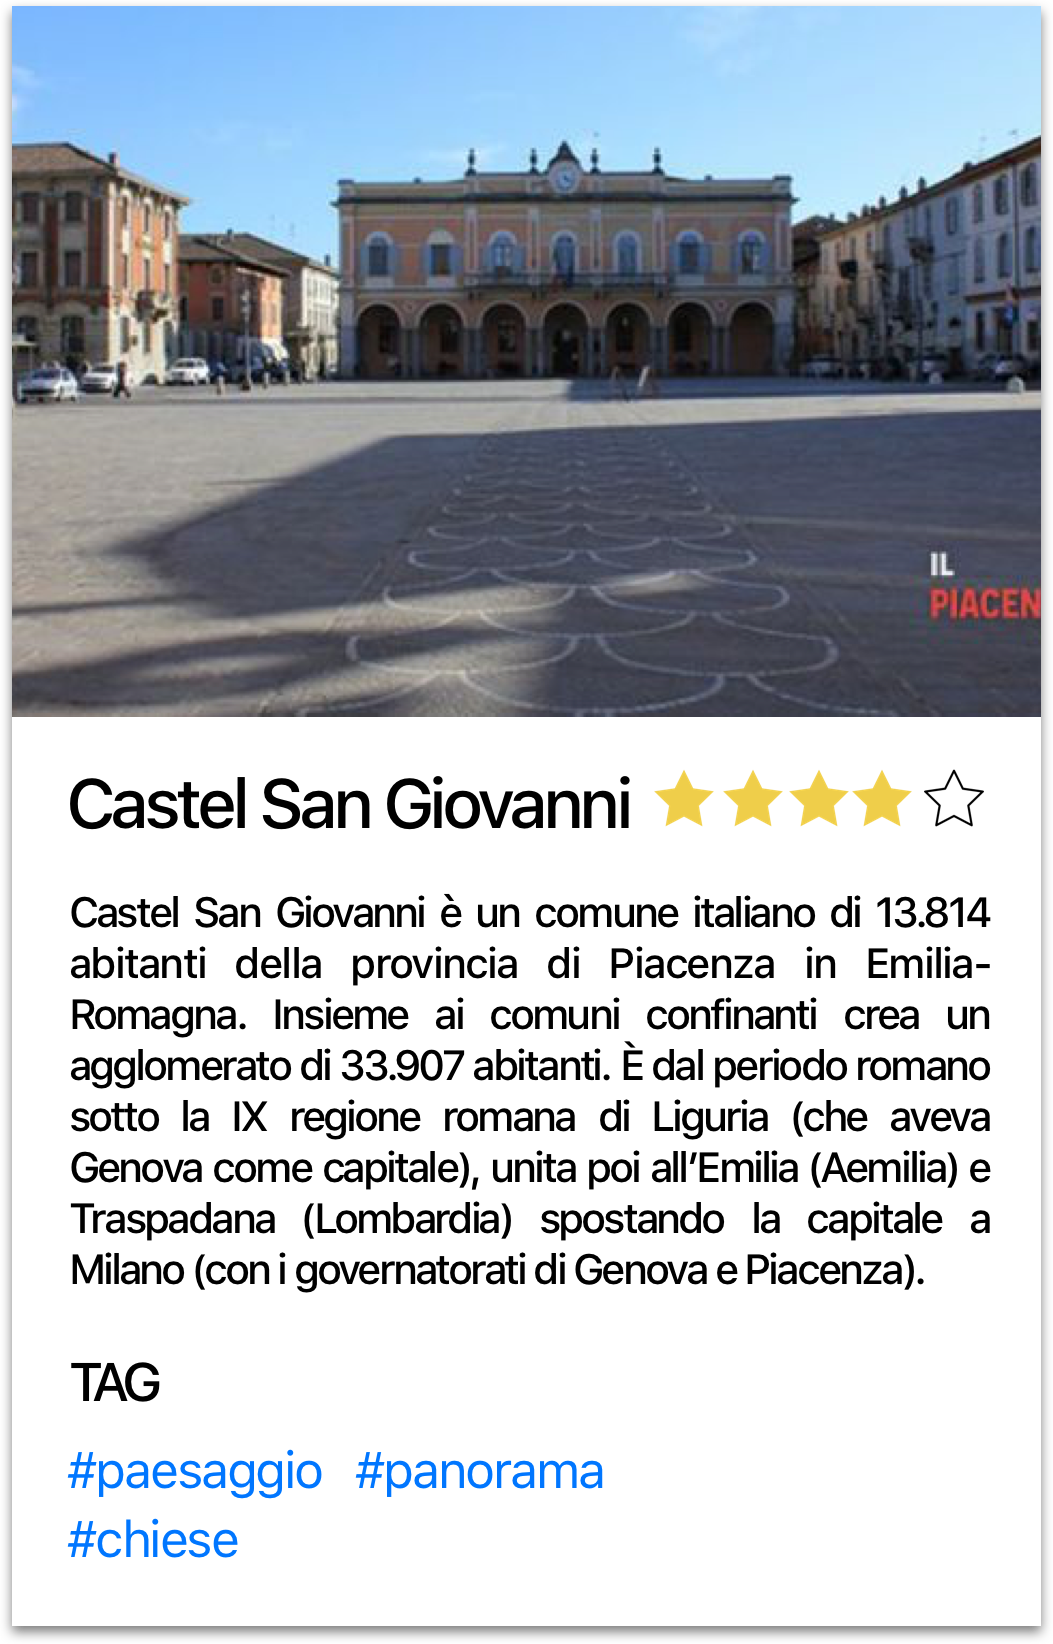 IL
PIACEN
Castel San Giovanni
Castel San Giovanni è un comune italiano di 13.814
abitanti della provincia di Piacenza in Emilia-
Romagna. Insieme ai comuni confinanti crea un
agglomerato di 33.907 abitanti. È dal periodo romano
sotto la IX regione romana di Liguria (che aveva
Genova come capitale), unita poi all’Emilia (Aemilia) e
Traspadana (Lombardia) spostando la capitale a
Milano (con i governatorati di Genova e Piacenza).
TAG
#paesaggio #panorama
#chiese